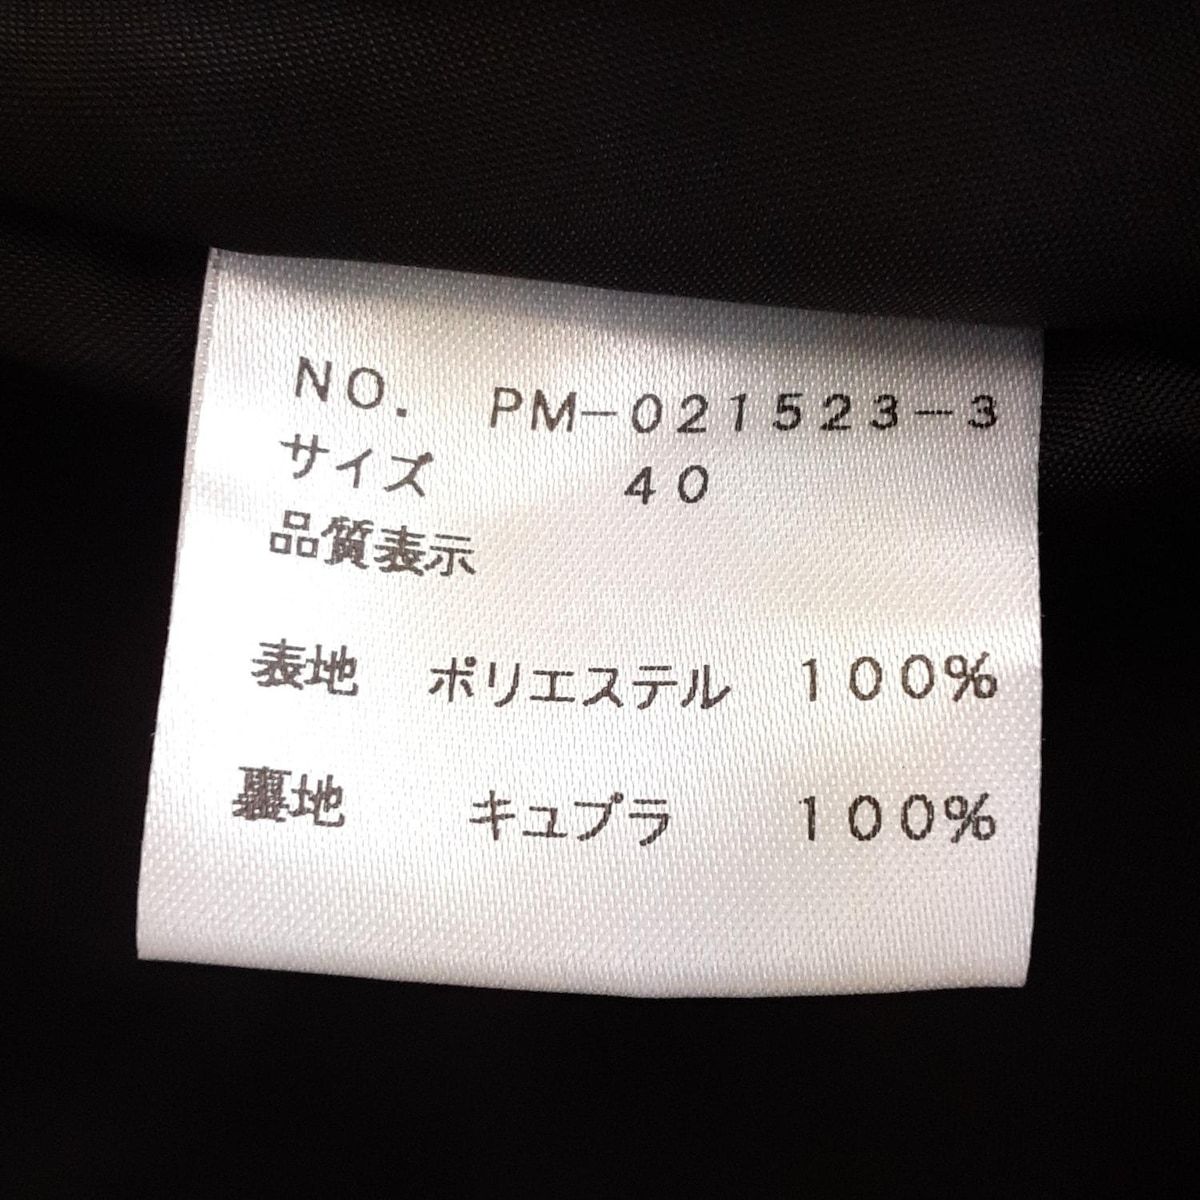 NO. PM-021523-3
サイズ 40
品質表示
表地 ポリエステル 100%
裏地 キュプラ 100%